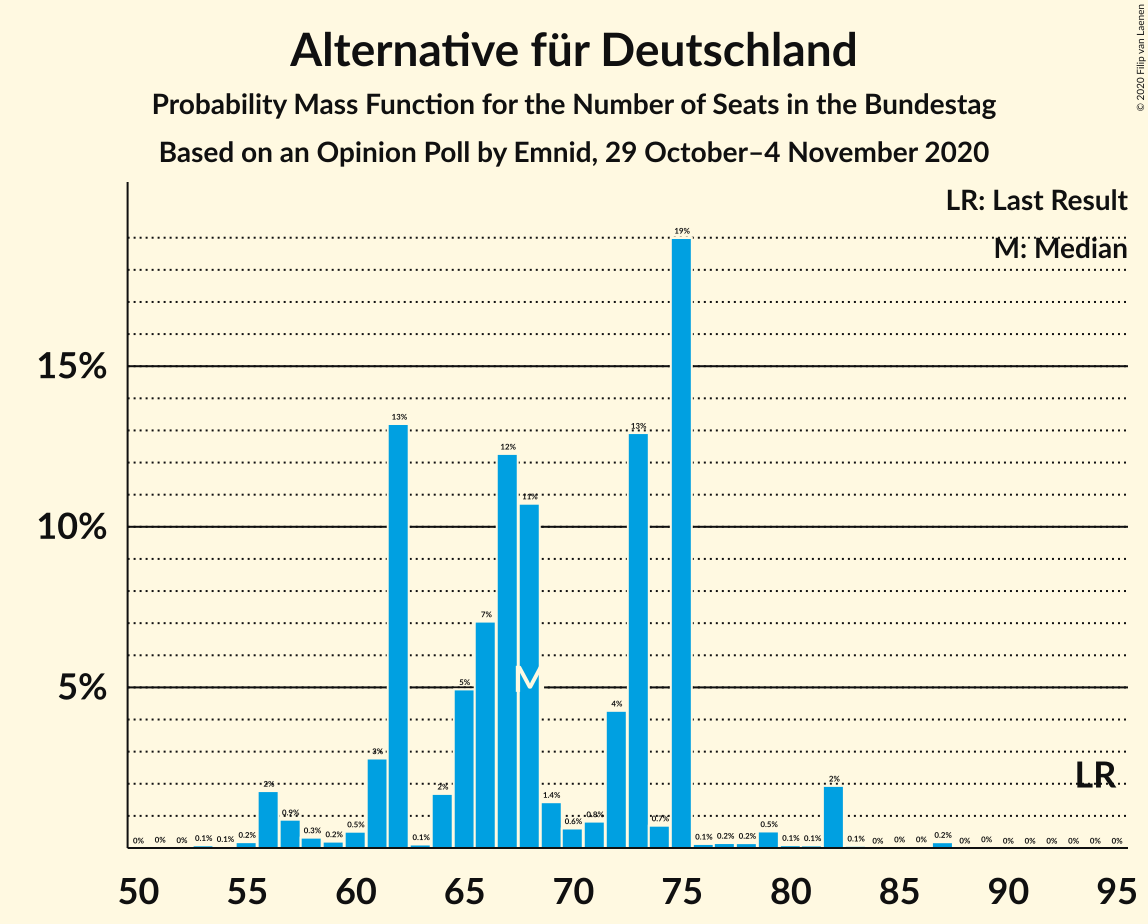 Alternative für Deutschland
Probability Mass Function for the Number of Seats in the Bundestag
Based on an Opinion Poll by Emnid, 29 October–4 November 2020
© 2020 Filip van Laenen
LR: Last Result
M: Median
15%
10%
5%
0% 0% 0% 0.1% 0.1% 0.2% 2% 0.9% 0.3% 0.2% 0.5% 3% 13% 0.1% 2% 5% 7% 12% 11% 1.4% 0.6% 0.8% 4% 13% 0.7% 19% 0.1% 0.2% 0.2% 0.5% 0.1% 0.1% 2% 0.1% 0% 0% 0% 0.2% 0% 0% 0% 0% 0% 0% 0% 0%
M
LR
50 55 60 65 70 75 80 85 90 95